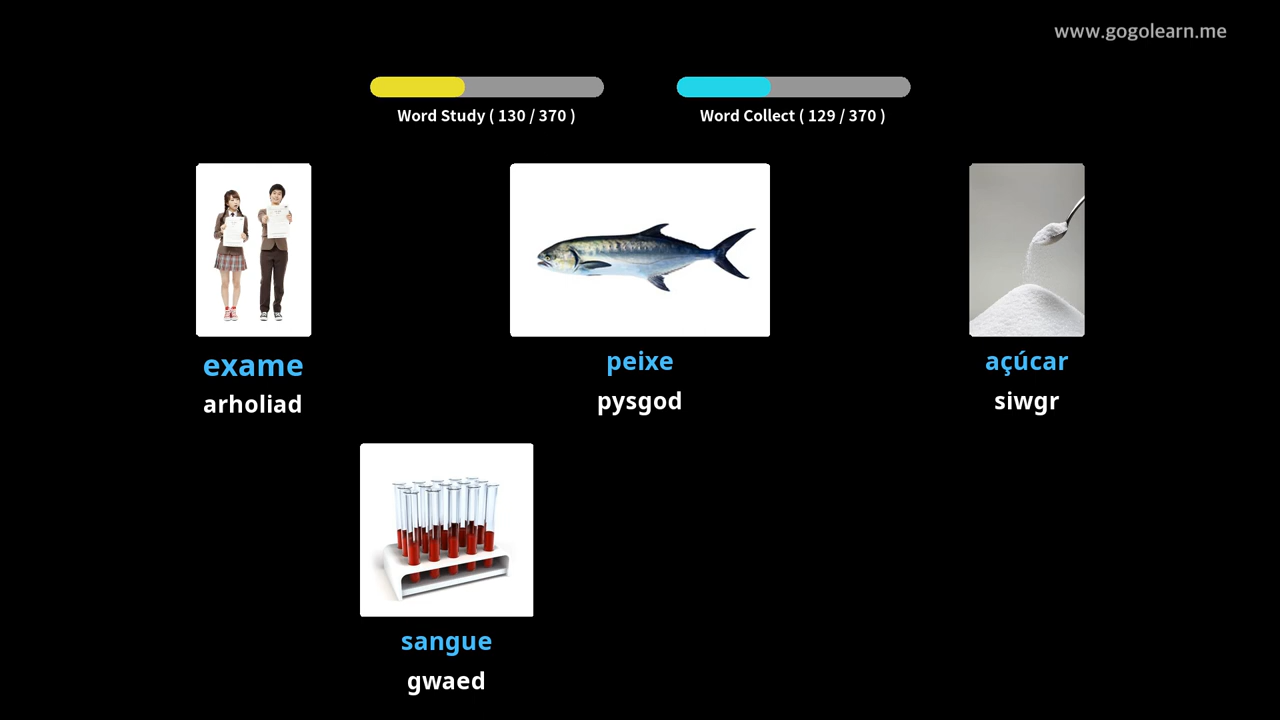 www.gogolearn.me
Word Study ( 130 / 370 )
Word Collect ( 129 / 370 )
exame
arholiad
peixe
pysgod
açúcar
siwgr
sangue
gwaed